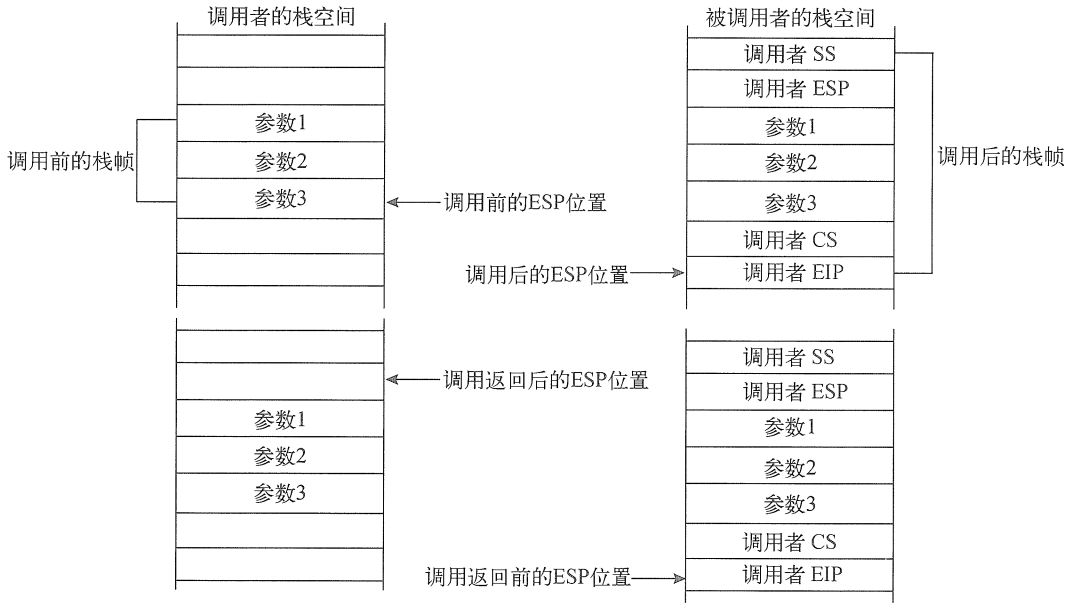 调用者的栈空间
被调用者的栈空间
调用者 SS
调用者 ESP
参数1
参数1
调用前的栈帧
参数2
参数2
调用后的栈帧
参数3
调用前的ESP位置
参数3
调用者 CS
调用后的ESP位置
调用者 EIP
调用者 SS
调用返回后的ESP位置
调用者 ESP
参数1
参数1
参数2
参数2
参数3
参数3
调用者 CS
调用返回前的ESP位置
调用者 EIP